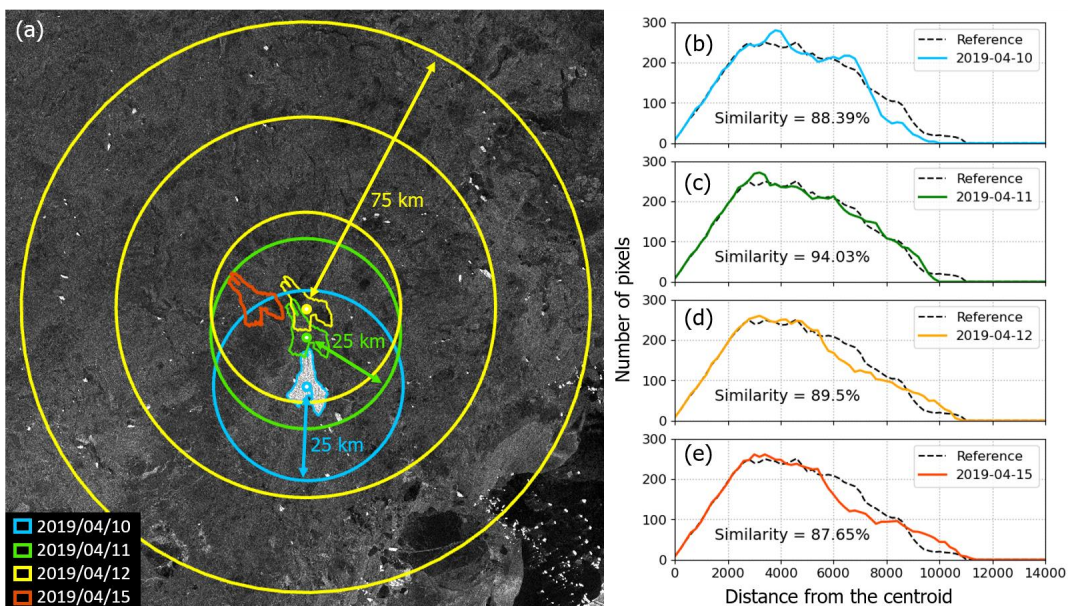 (a)
75 km
25 km
25 km
2019/04/10
2019/04/11
2019/04/12
2019/04/15
Number of pixels
(b)
300
200
100
0
Reference
2019-04-10
Similarity = 88.39%
(c)
300
200
100
0
Reference
2019-04-11
Similarity = 94.03%
(d)
300
200
100
0
Reference
2019-04-12
Similarity = 89.5%
(e)
300
200
100
0
Reference
2019-04-15
Similarity = 87.65%
0 2000 4000 6000 8000 10000 12000 14000
Distance from the centroid